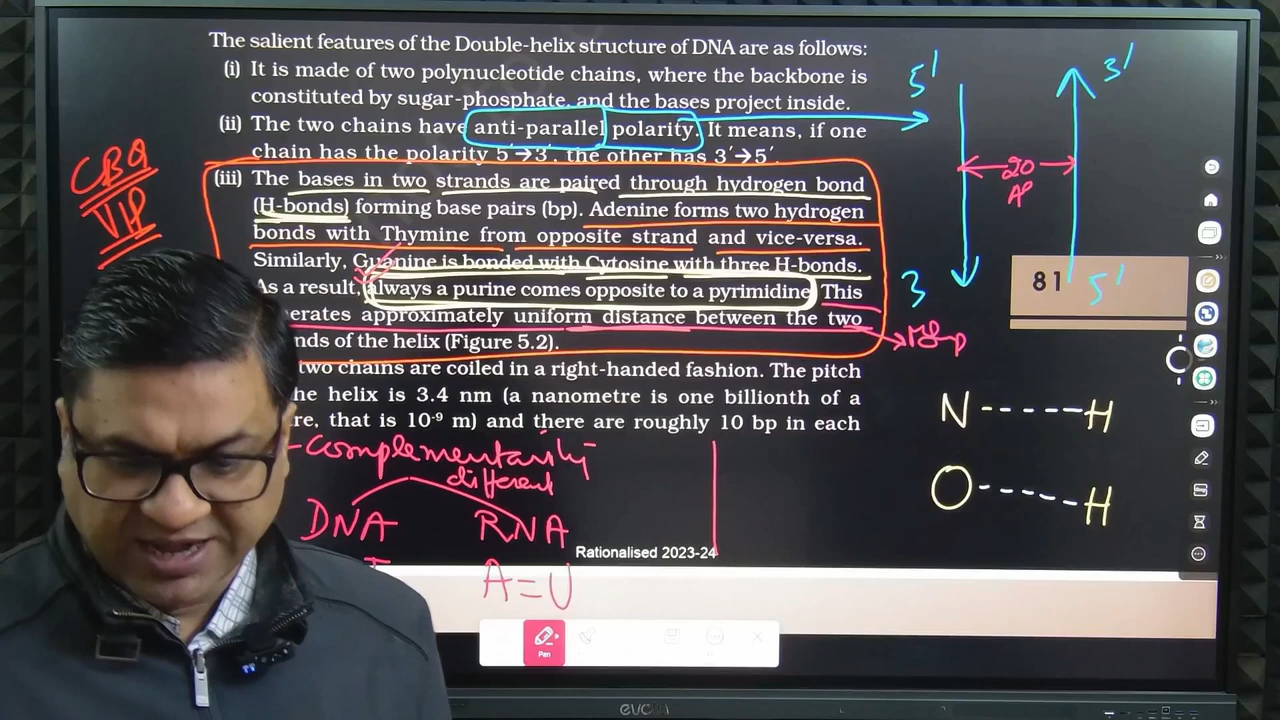 The salient features of the Double-helix structure of DNA are as follows:
(i) It is made of two polynucleotide chains, where the backbone is
constituted by sugar-phosphate, and the bases project inside.
(ii) The two chains have anti-parallel polarity. It means, if one
chain has the polarity 5′→3′, the other has 3′→5′.
(iii) The bases in two strands are paired through hydrogen bond
(H-bonds) forming base pairs (bp). Adenine forms two hydrogen
bonds with Thymine from opposite strand and vice-versa.
Similarly, Guanine is bonded with Cytosine with three H-bonds.
As a result, always a purine comes opposite to a pyrimidine. This
erates approximately uniform distance between the two
nds of the helix (Figure 5.2).
two chains are coiled in a right-handed fashion. The pitch
he helix is 3.4 nm (a nanometre is one billionth of a
re, that is 10⁻⁹ m) and there are roughly 10 bp in each
Rationalised 2023-24
CBQ
VIP
5'
3'
20
A°
3
81
5'
N-----H
O-----H
complementarity
different
DNA RNA
A=U
Pen